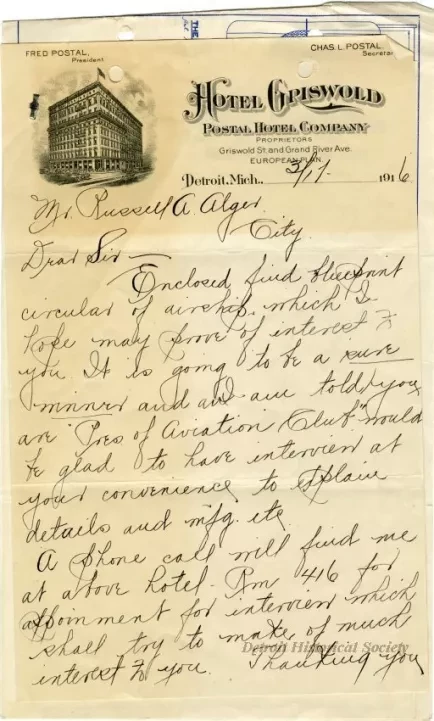 THE
FRED POSTAL,
President
CHAS. L. POSTAL
Secretar
HOTEL GRISWOLD
POSTAL HOTEL COMPANY
PROPRIETORS
Griswold St. and Grand River Ave.
EUROPEAN PLAN.
Detroit, Mich., 3/17. 1916
Mr. Russell A. Alger
City.
Dear Sir —
Enclosed find blueprint
circular of airship, which I
hope may prove of interest to
you. It is going to be a sure
winner and am told you
are "Pres of Aviation Club" would
be glad to have interview at
your convenience to explain
details and mfg. etc
A phone call will find me
at above hotel - Rm 416 for
appoinment for interview which
shall try to make of much
interest to you. Thanking you
Detroit Historical Society